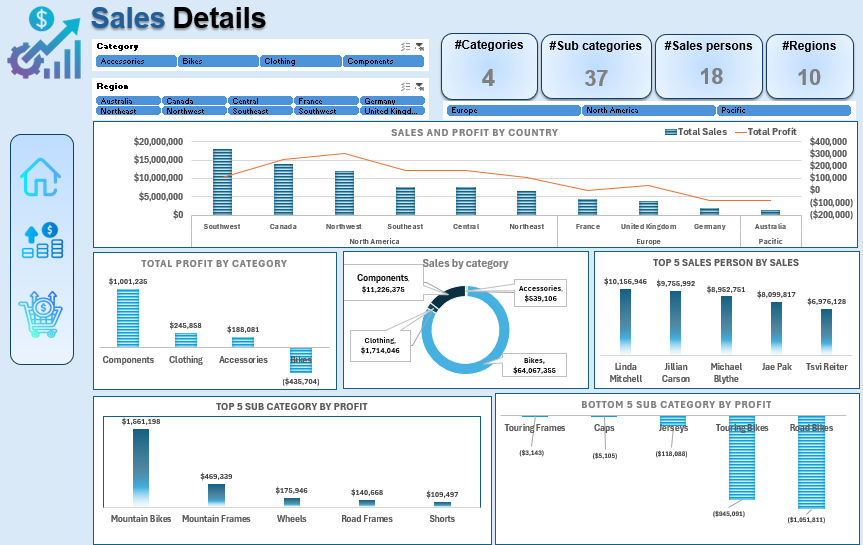 Sales Details
Category
Accessories Bikes Clothing Components
Region
Australia Canada Central France Germany
Northeast Northwest Southeast Southwest United Kingd...
#Categories
4
#Sub categories
37
#Sales persons
18
#Regions
10
Europe North America Pacific
SALES AND PROFIT BY COUNTRY
Total Sales Total Profit
$20,000,000
$15,000,000
$10,000,000
$5,000,000
$0
$400,000
$300,000
$200,000
$100,000
$0
($100,000)
($200,000)
Southwest Canada Northwest Southeast Central Northeast France United Kingdom Germany Australia
North America Europe Pacific
TOTAL PROFIT BY CATEGORY
$1,001,235
$245,858
$188,081
Components Clothing Accessories Bikes
($435,704)
Sales by category
Components,
$11,226,375
Accessories,
$539,106
Clothing,
$1,714,046
Bikes,
$64,067,355
TOP 5 SALES PERSON BY SALES
$10,156,946
$9,755,992
$8,952,751
$8,099,817
$6,976,128
Linda Mitchell
Jillian Carson
Michael Blythe
Jae Pak
Tsvi Reiter
TOP 5 SUB CATEGORY BY PROFIT
$1,561,198
$469,339
$175,946
$140,668
$109,497
Mountain Bikes Mountain Frames Wheels Road Frames Shorts
BOTTOM 5 SUB CATEGORY BY PROFIT
Touring Frames Caps Jerseys Touring Bikes Road Bikes
($3,143)
($5,105)
($118,088)
($945,091)
($1,051,811)